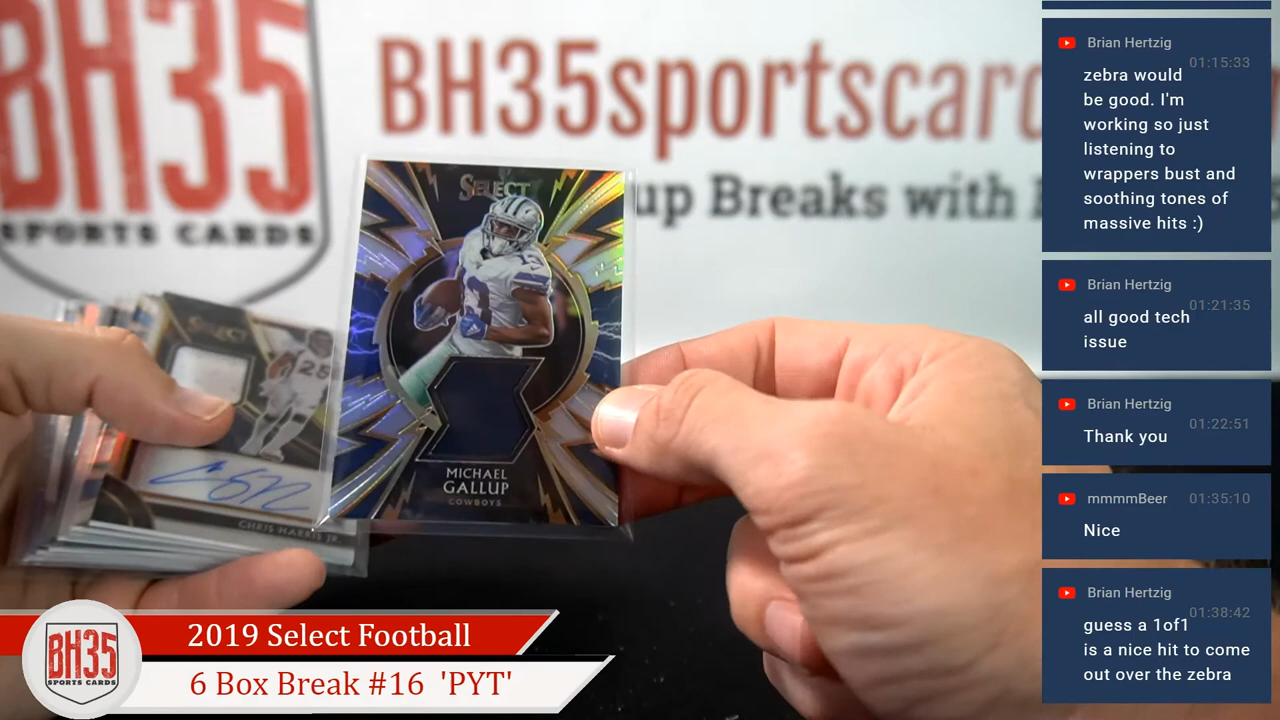 BH35
SPORTS CARDS
BH35sportscard
up Breaks with
SELECT
MICHAEL
GALLUP
COWBOYS
13
SELECT
25
CHRIS HARRIS JR.
2019 Select Football
6 Box Break #16 'PYT'
BH35
SPORTS CARDS
Brian Hertzig
01:15:33
zebra would
be good. I'm
working so just
listening to
wrappers bust and
soothing tones of
massive hits :)
Brian Hertzig
01:21:35
all good tech
issue
Brian Hertzig
01:22:51
Thank you
mmmmBeer 01:35:10
Nice
Brian Hertzig
01:38:42
guess a 1of1
is a nice hit to come
out over the zebra